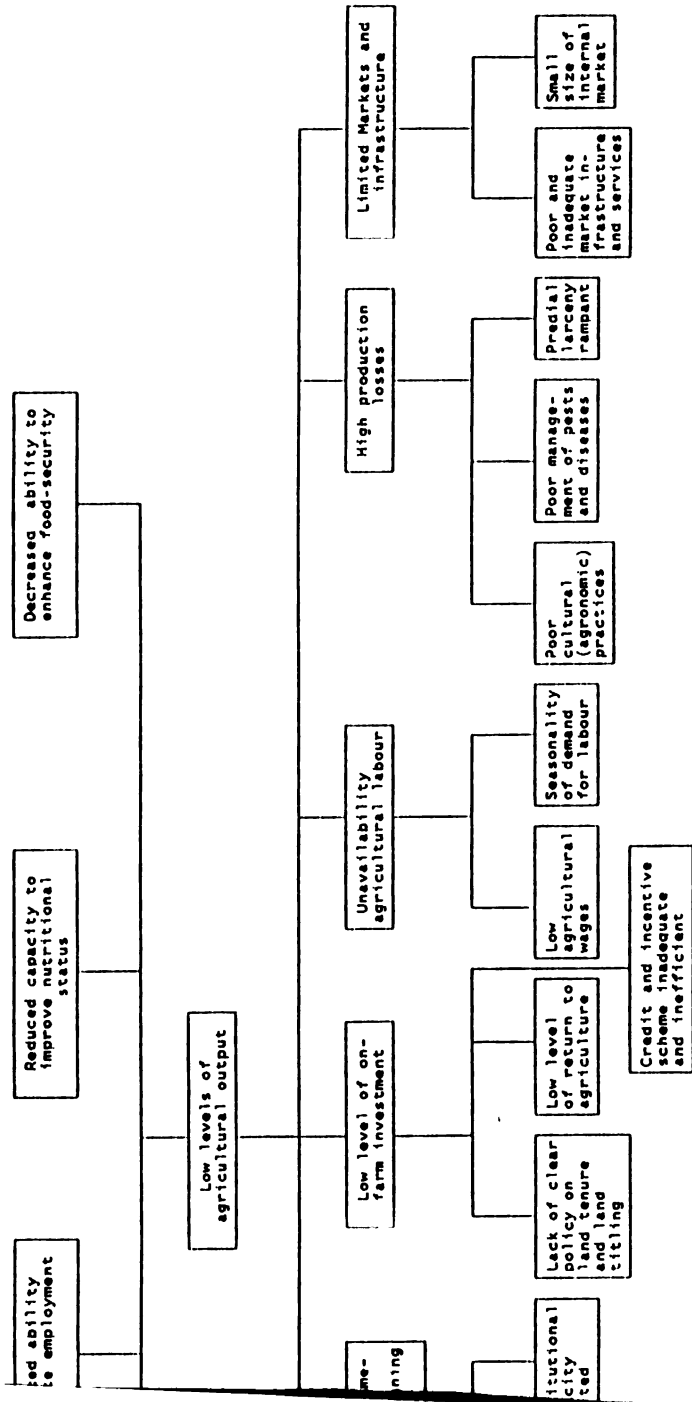 ted ability
te employment
Reduced capacity to
improve nutritional
status
Decreased ability to
enhance food-security
Low levels of
agricultural output
me-
ning
Low level of on-
farm investment
Unavailability
agricultural labour
High production
losses
Limited Markets and
infrastructure
itutional
city
ted
Lack of clear
policy on
land tenure
and land
titling
Low level
of return to
agriculture
Credit and incentive
scheme inadequate
and inefficient
Low
agricultural
wages
Seasonality
of demand
for labour
Poor
cultural
(agronomic)
practices
Poor manage-
ment of pests
and diseases
Predial
larceny
rampant
Poor and
inadequate
market in-
frastructure
and services
Small
size of
internal
market